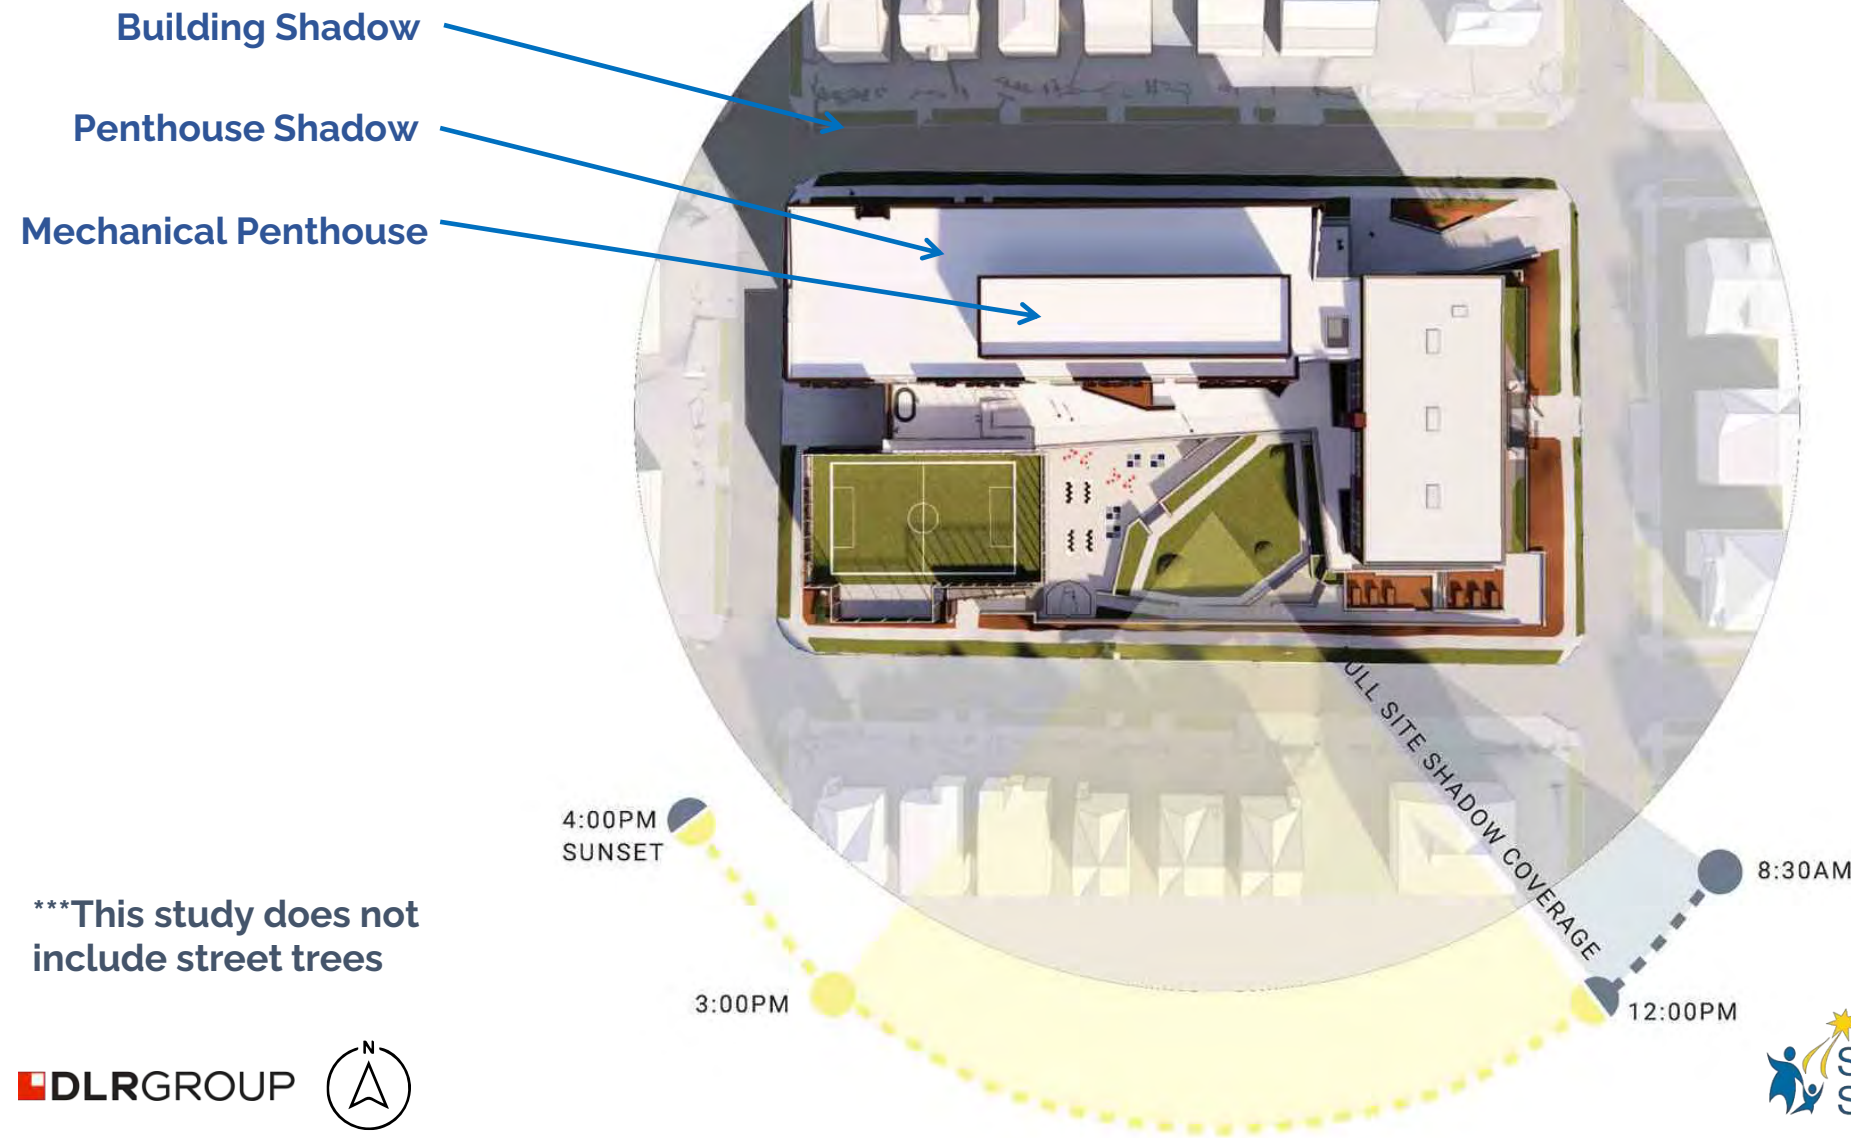 Building Shadow
Penthouse Shadow
Mechanical Penthouse
ULL SITE SHADOW COVERAGE
4:00PM
SUNSET
8:30AM
***This study does not
include street trees
3:00PM
12:00PM
DLRGROUP
N
S
S